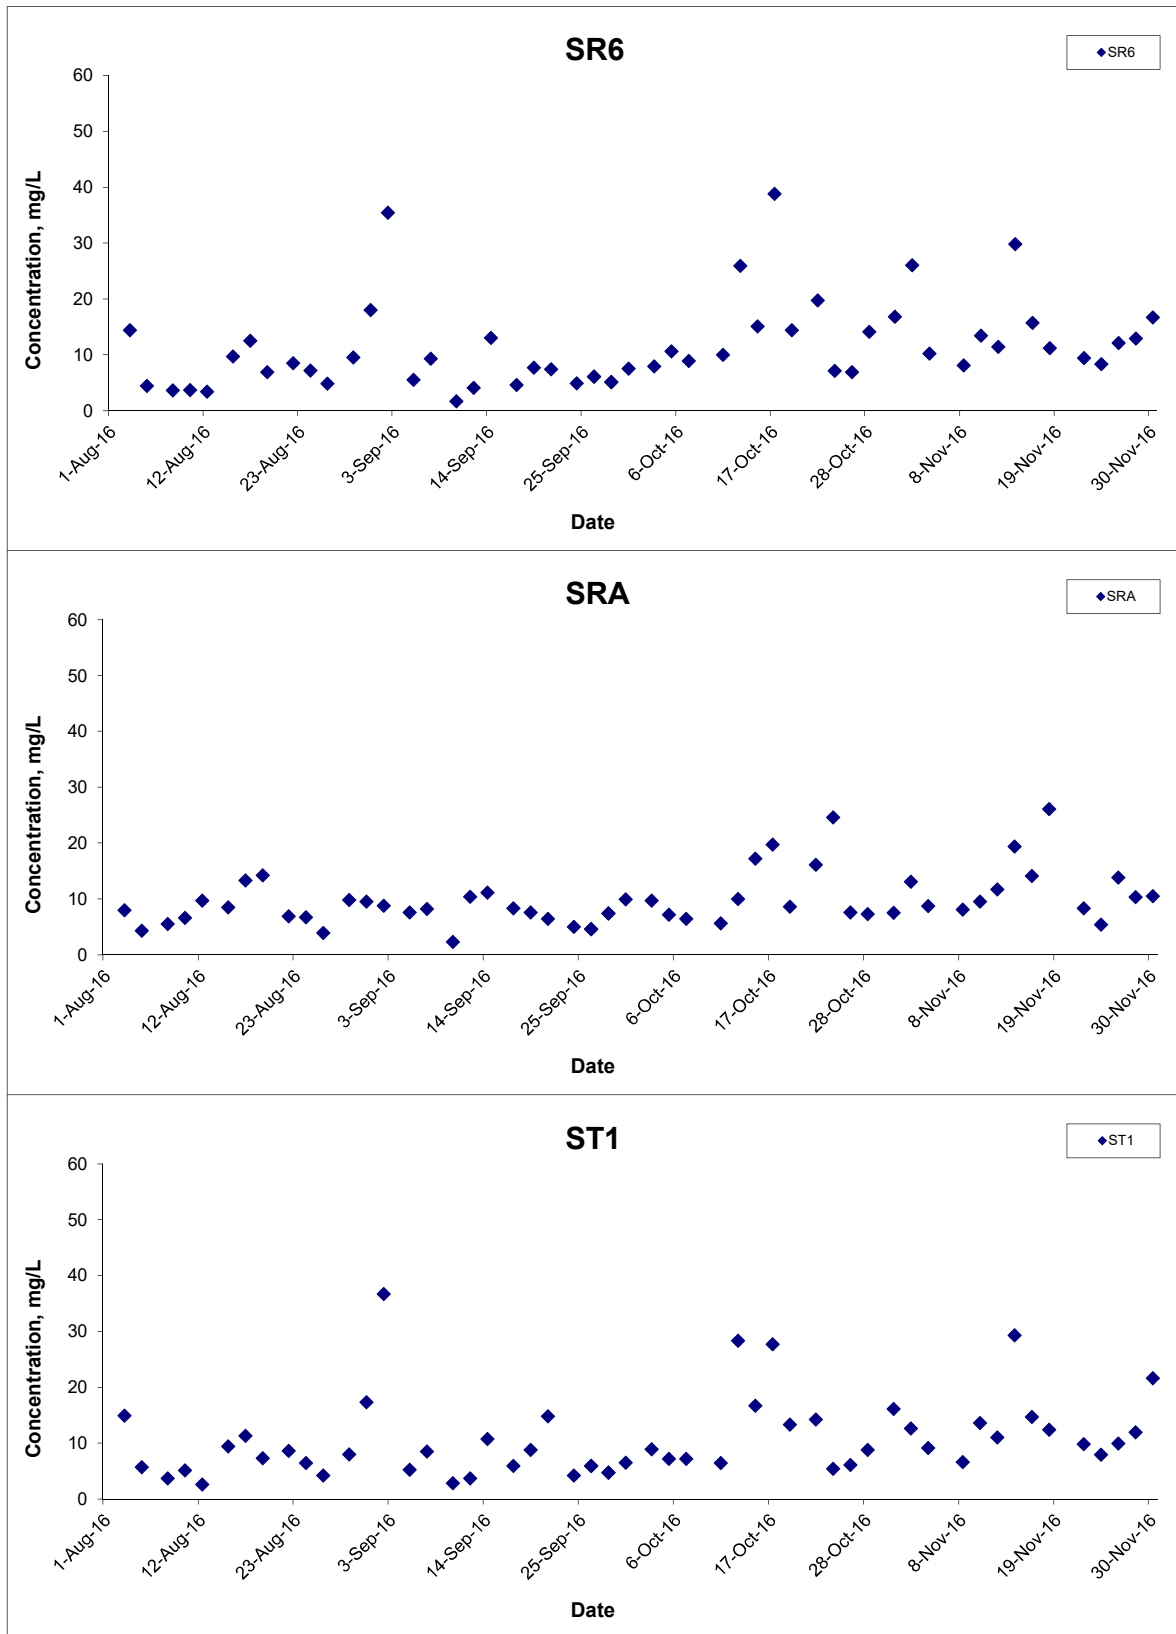 SR6
SR6
60
50
40
30
20
10
0
Concentration, mg/L
1-Aug-16 12-Aug-16 23-Aug-16 3-Sep-16 14-Sep-16 25-Sep-16 6-Oct-16 17-Oct-16 28-Oct-16 8-Nov-16 19-Nov-16 30-Nov-16
Date
SRA
SRA
60
50
40
30
20
10
0
Concentration, mg/L
1-Aug-16 12-Aug-16 23-Aug-16 3-Sep-16 14-Sep-16 25-Sep-16 6-Oct-16 17-Oct-16 28-Oct-16 8-Nov-16 19-Nov-16 30-Nov-16
Date
ST1
ST1
60
50
40
30
20
10
0
Concentration, mg/L
1-Aug-16 12-Aug-16 23-Aug-16 3-Sep-16 14-Sep-16 25-Sep-16 6-Oct-16 17-Oct-16 28-Oct-16 8-Nov-16 19-Nov-16 30-Nov-16
Date